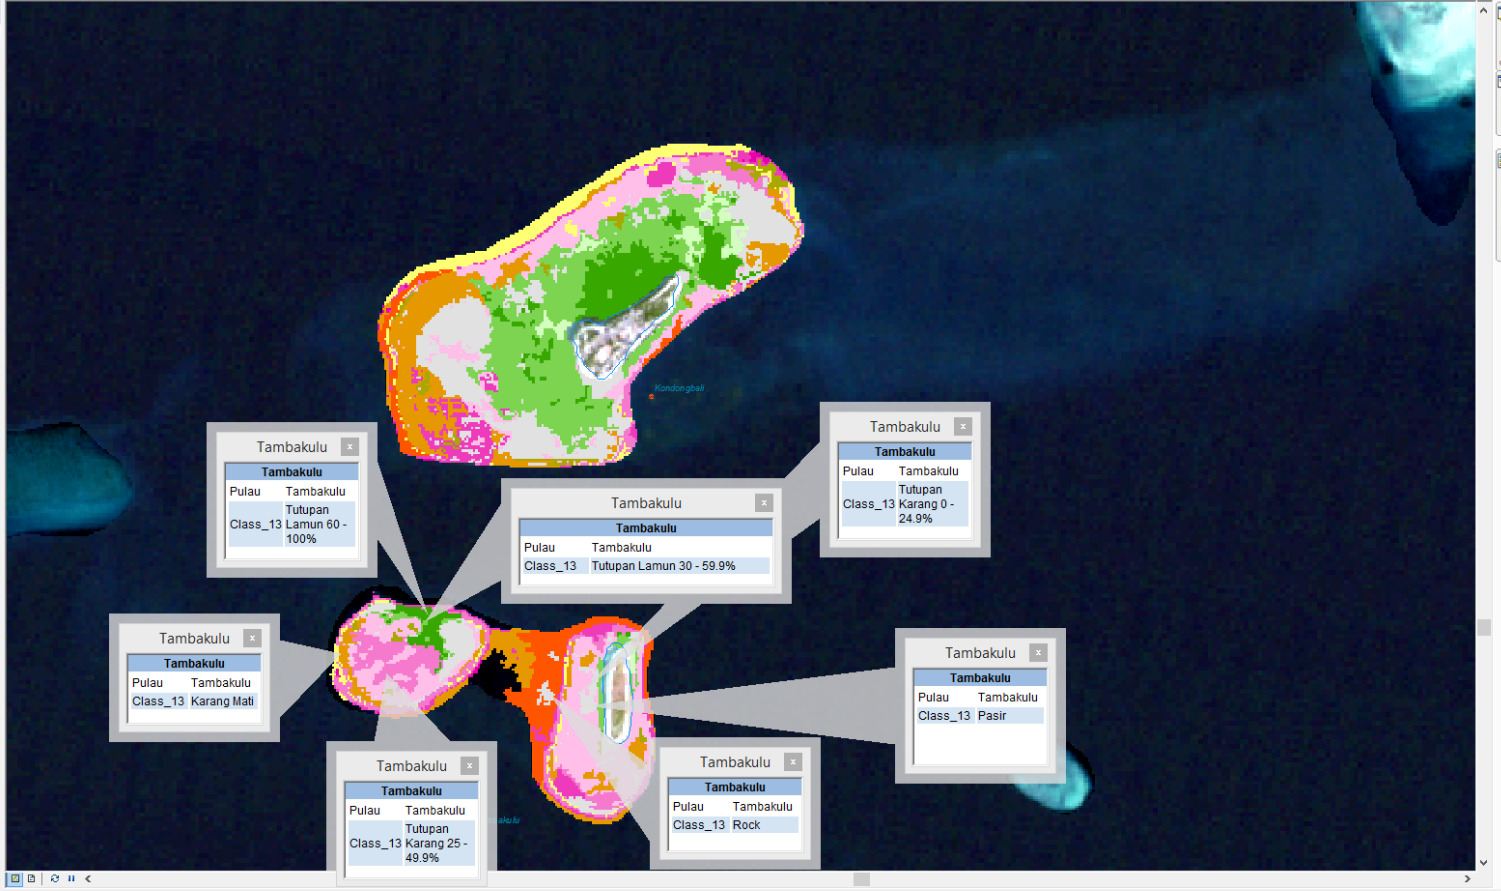 Kondongbali
Tambakulu
Tambakulu
Pulau Tambakulu
Class_13 Tutupan
Karang 0 -
24.9%
Tambakulu
Tambakulu
Pulau Tambakulu
Class_13 Tutupan
Lamun 60 -
100%
Tambakulu
Tambakulu
Pulau Tambakulu
Class_13 Tutupan Lamun 30 - 59.9%
Tambakulu
Tambakulu
Pulau Tambakulu
Class_13 Karang Mati
Tambakulu
Tambakulu
Pulau Tambakulu
Class_13 Pasir
Tambakulu
Tambakulu
Pulau Tambakulu
Class_13 Tutupan
Karang 25 -
49.9%
Tambakulu
Tambakulu
Pulau Tambakulu
Class_13 Rock
akulu